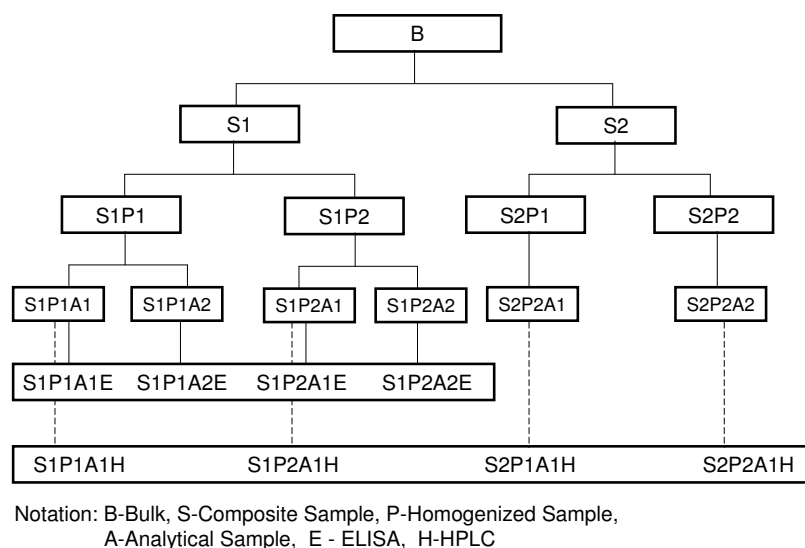 B
S1 S2
S1P1 S1P2 S2P1 S2P2
S1P1A1 S1P1A2 S1P2A1 S1P2A2 S2P2A1 S2P2A2
S1P1A1E S1P1A2E S1P2A1E S1P2A2E
S1P1A1H S1P2A1H S2P1A1H S2P2A1H
Notation: B-Bulk, S-Composite Sample, P-Homogenized Sample,
A-Analytical Sample, E - ELISA, H-HPLC